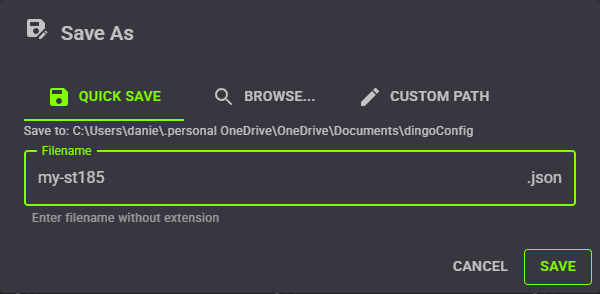 Save As
QUICK SAVE BROWSE... CUSTOM PATH
Save to: C:\Users\danie\.personal OneDrive\OneDrive\Documents\dingoConfig
Filename
my-st185 .json
Enter filename without extension
CANCEL SAVE